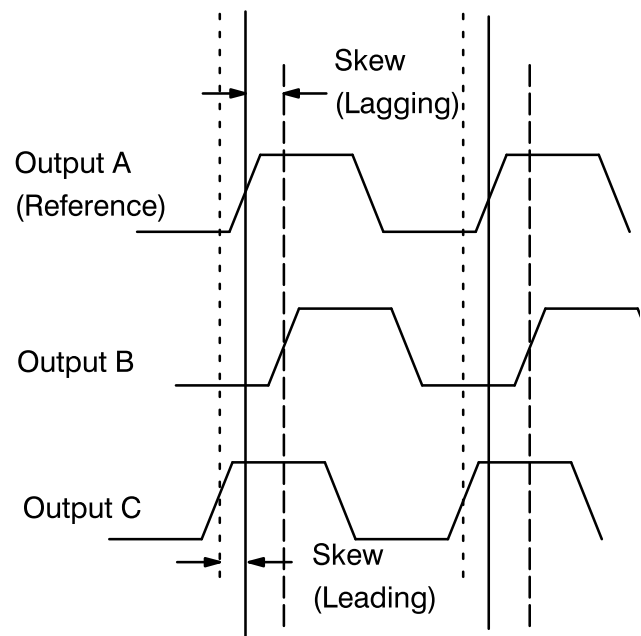 Skew
(Lagging)
Output A
(Reference)
Output B
Output C
Skew
(Leading)